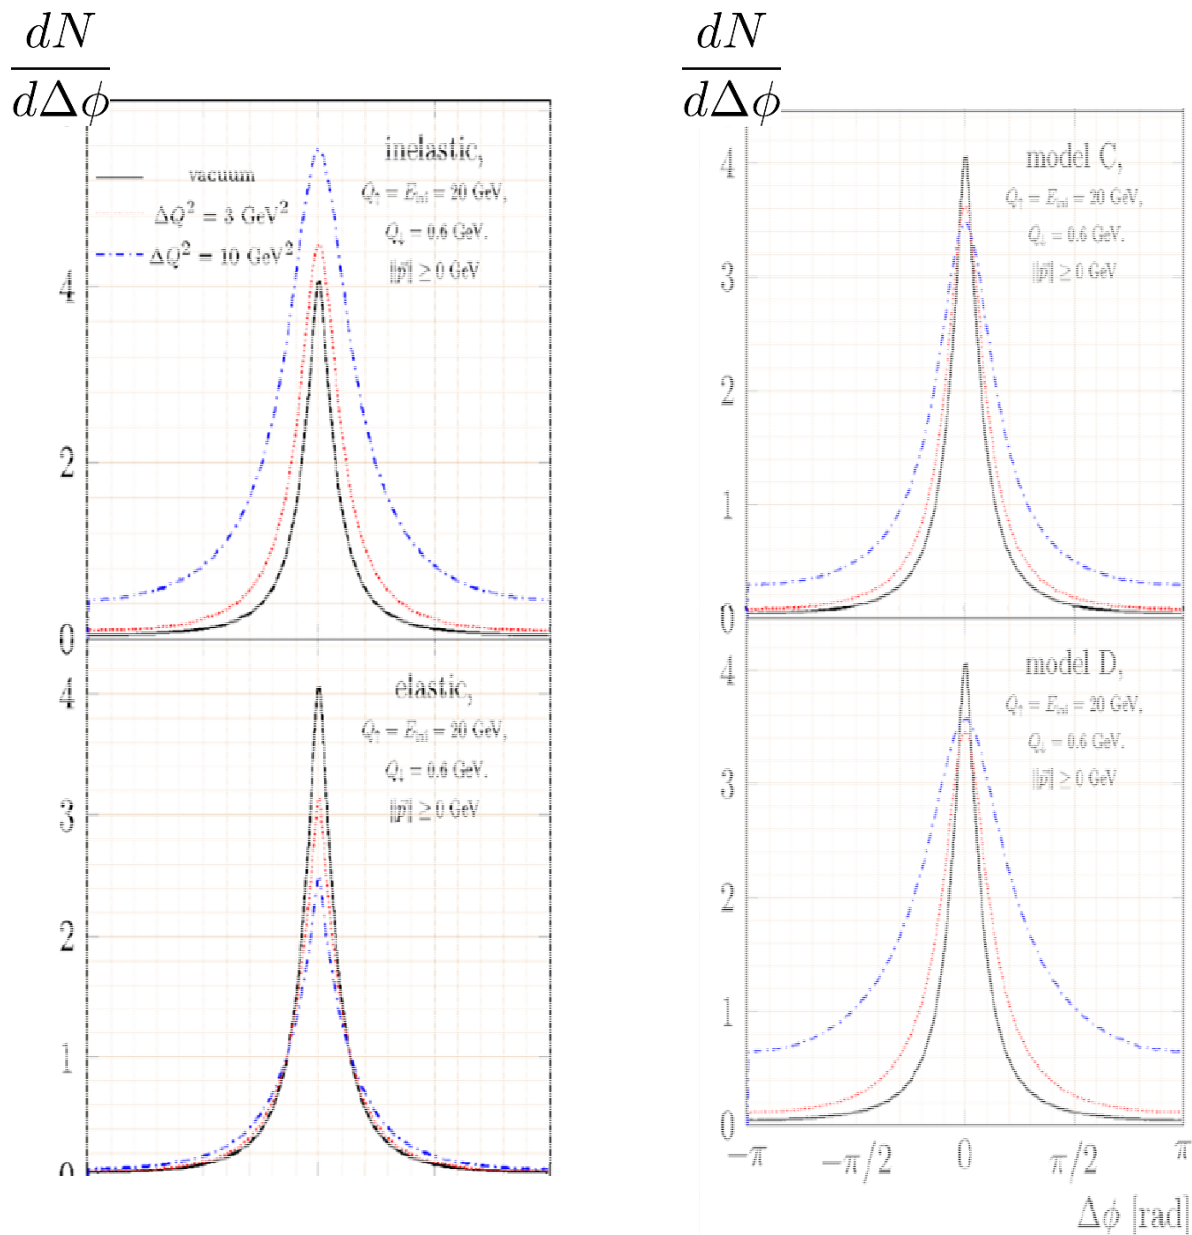 dN
dΔϕ
inelastic,
vacuum
ΔQ² = 3 GeV²
ΔQ² = 10 GeV²
Q↑ = E_ini = 20 GeV,
Q↓ = 0.6 GeV.
||p⃗|| ≥ 0 GeV
4
2
0
elastic,
Q↑ = E_ini = 20 GeV,
Q↓ = 0.6 GeV.
||p⃗|| ≥ 0 GeV
4
3
2
1
0
dN
dΔϕ
model C,
Q↑ = E_ini = 20 GeV,
Q↓ = 0.6 GeV.
||p⃗|| ≥ 0 GeV
4
3
2
1
0
model D,
Q↑ = E_ini = 20 GeV,
Q↓ = 0.6 GeV.
||p⃗|| ≥ 0 GeV
4
3
2
1
0
−π −π/2 0 π/2 π
Δϕ [rad]